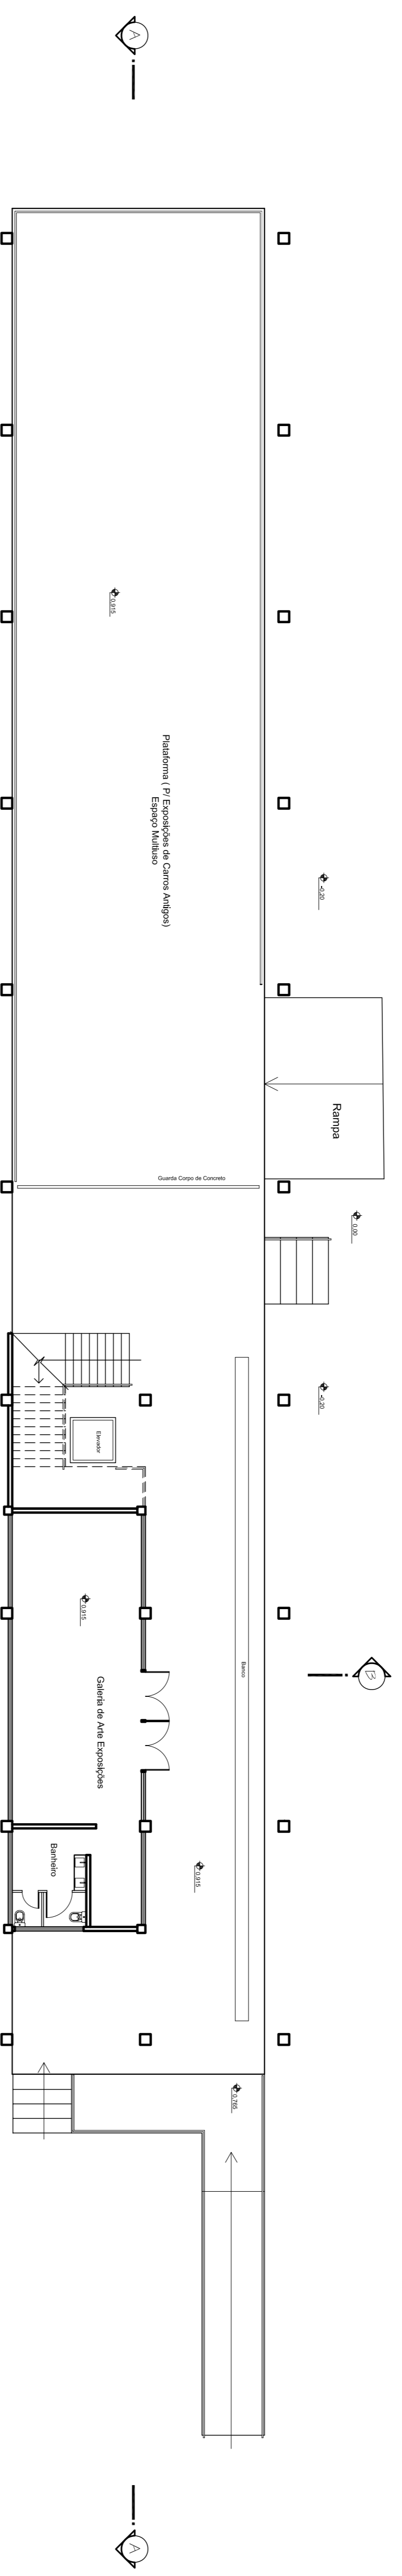 A
0.915
Plataforma ( P/ Exposições de Carros Antigos)
Espaço Multiuso
-0.20
Rampa
Guarda Corpo de Concreto
0.00
-0.20
Elevador
0.915
Banco
B
Galeria de Arte Exposições
Banheiro
0.915
0.765
A